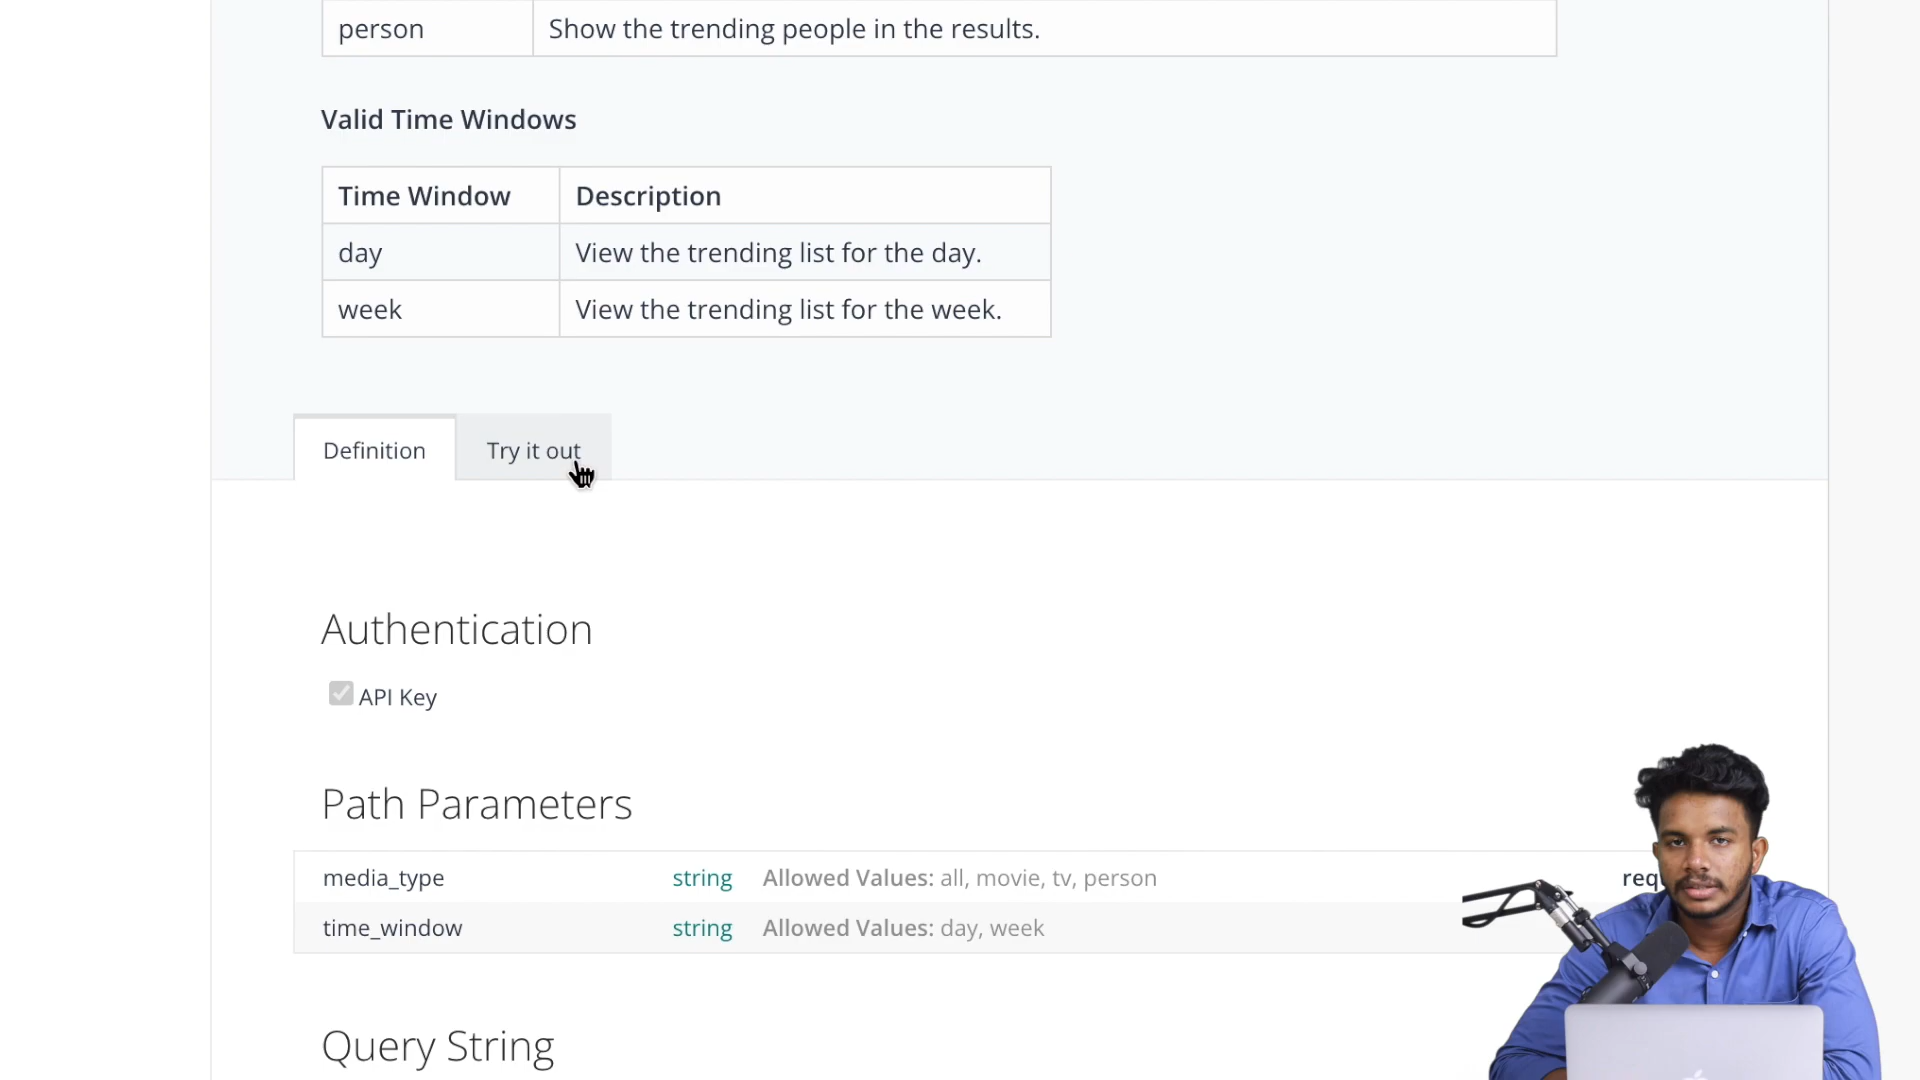 person Show the trending people in the results.
Valid Time Windows
Time Window Description
day View the trending list for the day.
week View the trending list for the week.
Definition Try it out
Authentication
API Key
Path Parameters
media_type string Allowed Values: all, movie, tv, person
time_window string Allowed Values: day, week
Query String